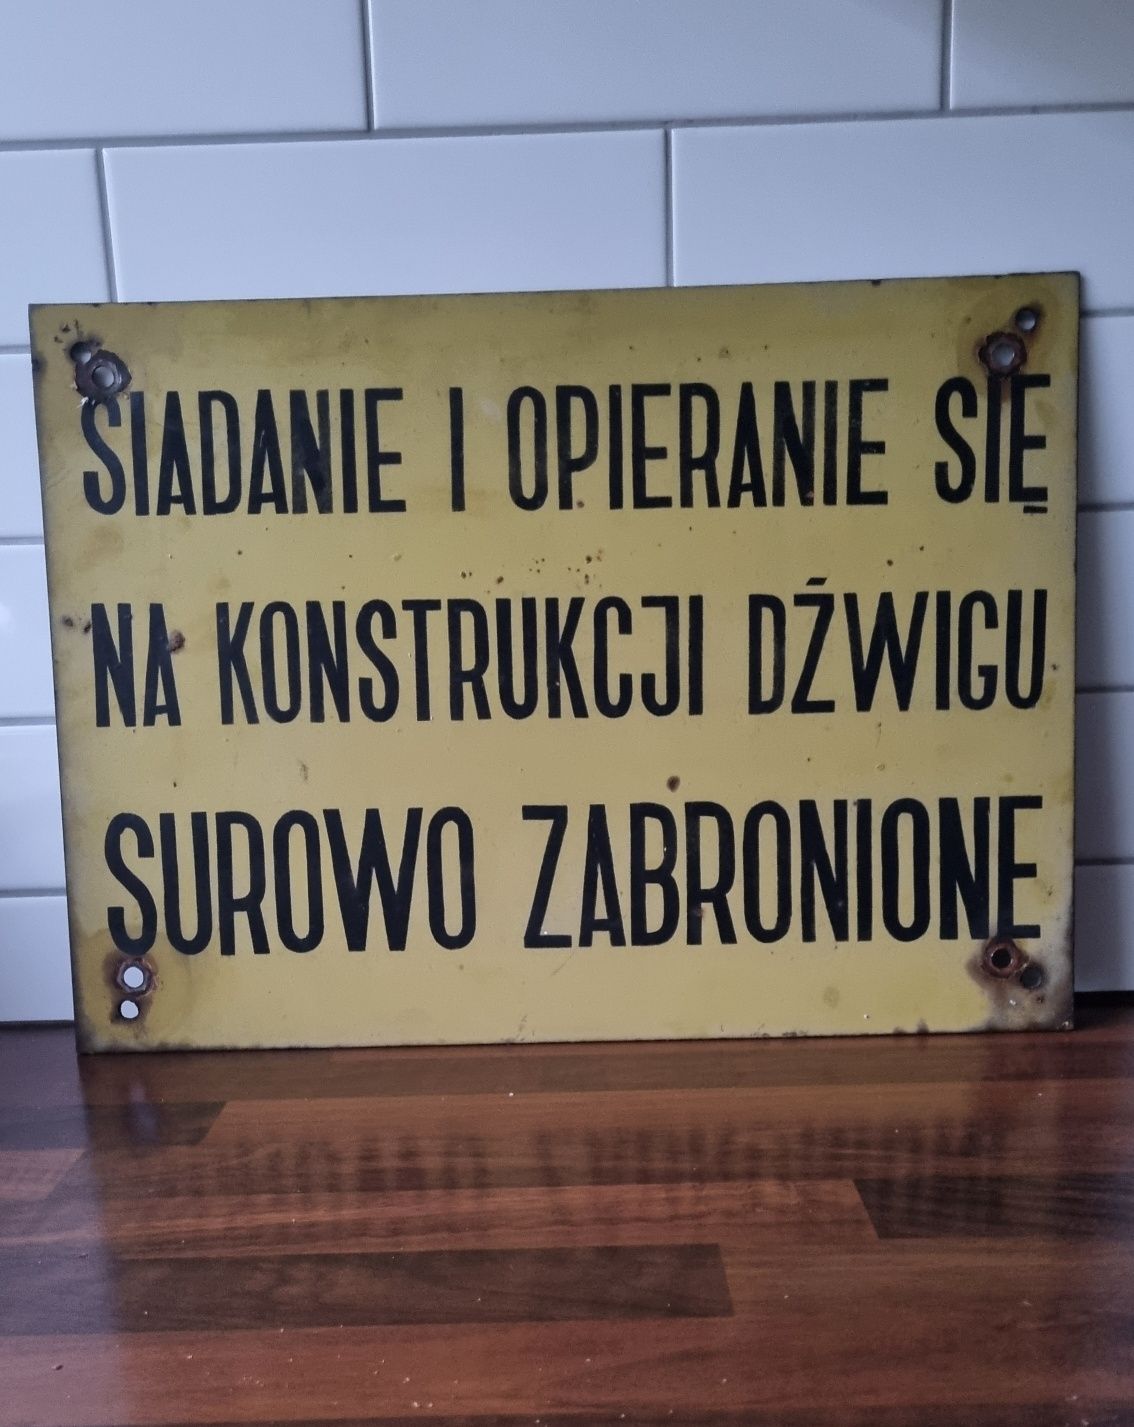 SIADANIE I OPIERANIE SIĘ
NA KONSTRUKCJI DŹWIGU
SUROWO ZABRONIONE